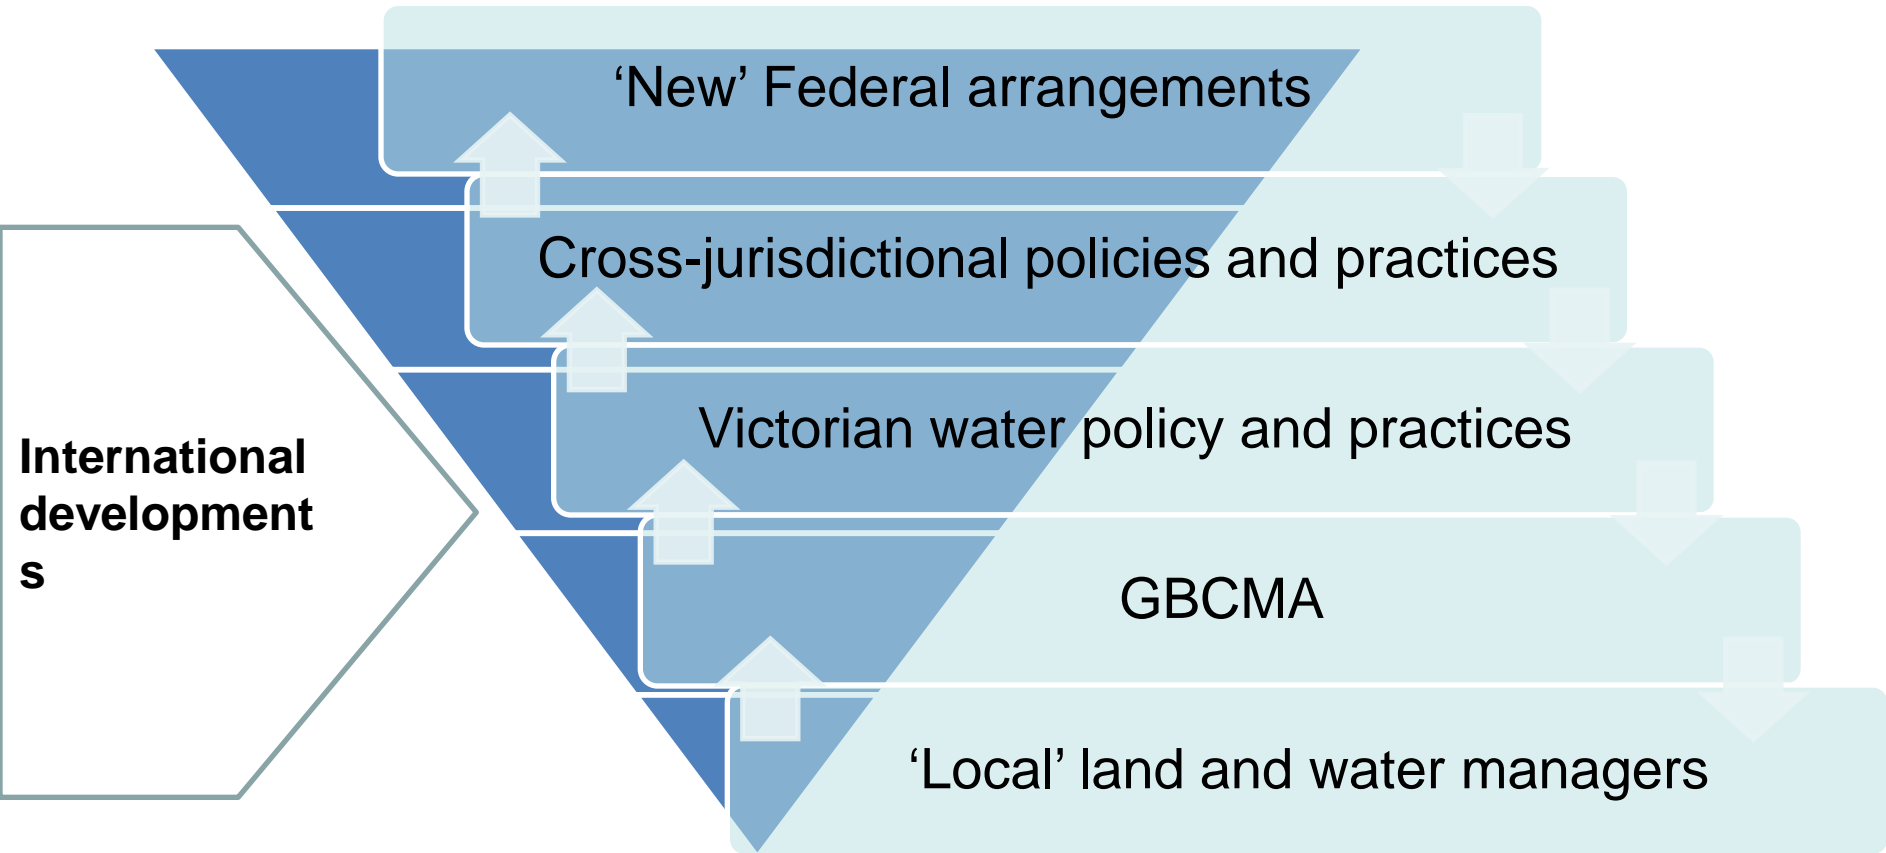 ‘New’ Federal arrangements
Cross-jurisdictional policies and practices
Victorian water policy and practices
GBCMA
‘Local’ land and water managers
International
development
s